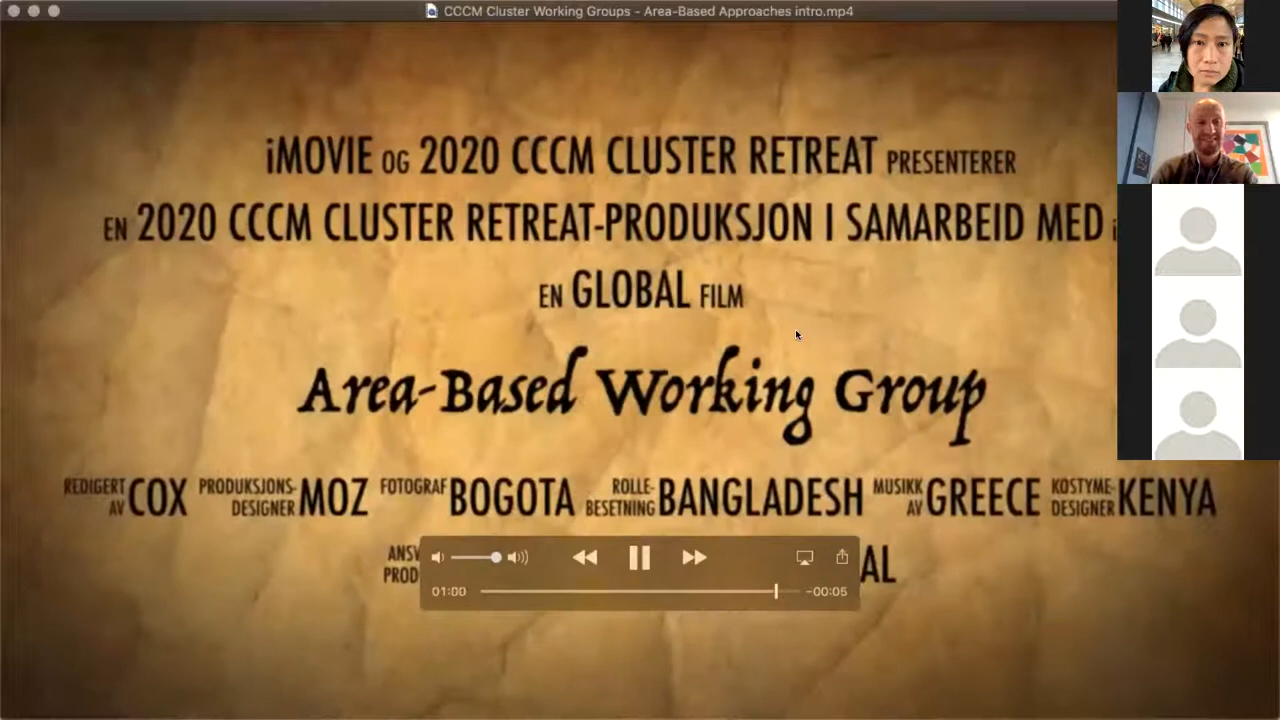 CCCM Cluster Working Groups - Area-Based Approaches intro.mp4
iMOVIE OG 2020 CCCM CLUSTER RETREAT PRESENTERER
EN 2020 CCCM CLUSTER RETREAT-PRODUKSJON I SAMARBEID MED
EN GLOBAL FILM
Area-Based Working Group
REDIGERT AV COX PRODUKSJONS-DESIGNER MOZ FOTOGRAF BOGOTA ROLLE-BESETNING BANGLADESH MUSIKK AV GREECE KOSTYME-DESIGNER KENYA
01:00 -00:05